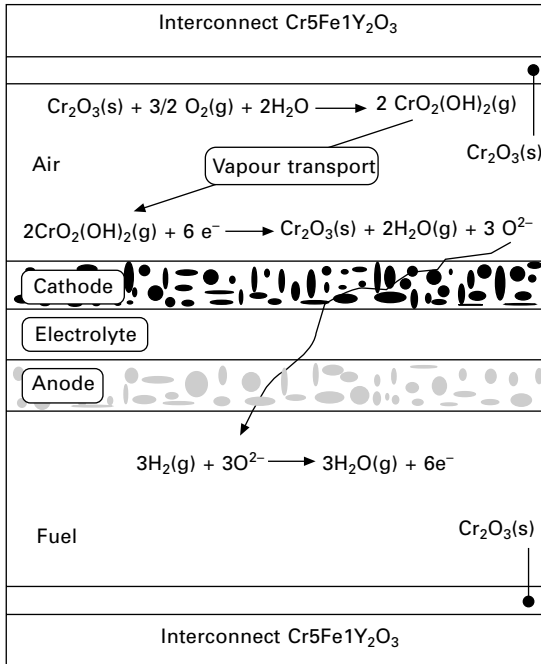 Interconnect Cr5Fe1Y₂O₃
Cr₂O₃(s) + 3/2 O₂(g) + 2H₂O → 2 CrO₂(OH)₂(g)
Air
Vapour transport
Cr₂O₃(s)
2CrO₂(OH)₂(g) + 6 e⁻ → Cr₂O₃(s) + 2H₂O(g) + 3 O²⁻
Cathode
Electrolyte
Anode
3H₂(g) + 3O²⁻ → 3H₂O(g) + 6e⁻
Cr₂O₃(s)
Fuel
Interconnect Cr5Fe1Y₂O₃